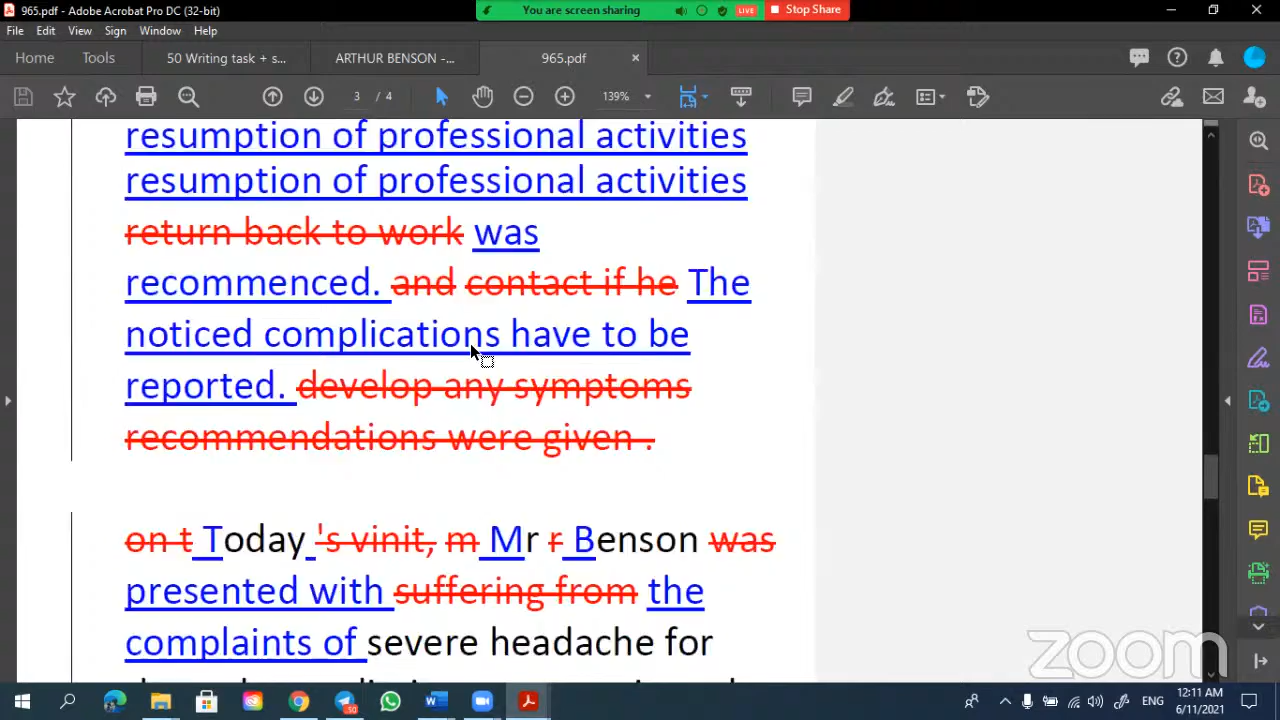 965.pdf - Adobe Acrobat Pro DC (32-bit)
You are screen sharing LIVE Stop Share
File Edit View Sign Window Help
Home Tools 50 Writing task + s... ARTHUR BENSON -... 965.pdf
3 / 4 139%
resumption of professional activities
resumption of professional activities
return back to work was
recommenced. and contact if he The
noticed complications have to be
reported. develop any symptoms
recommendations were given .
on t Today 's vinit, m Mr r Benson was
presented with suffering from the
complaints of severe headache for
zoom
ENG 12:11 AM
6/11/2021